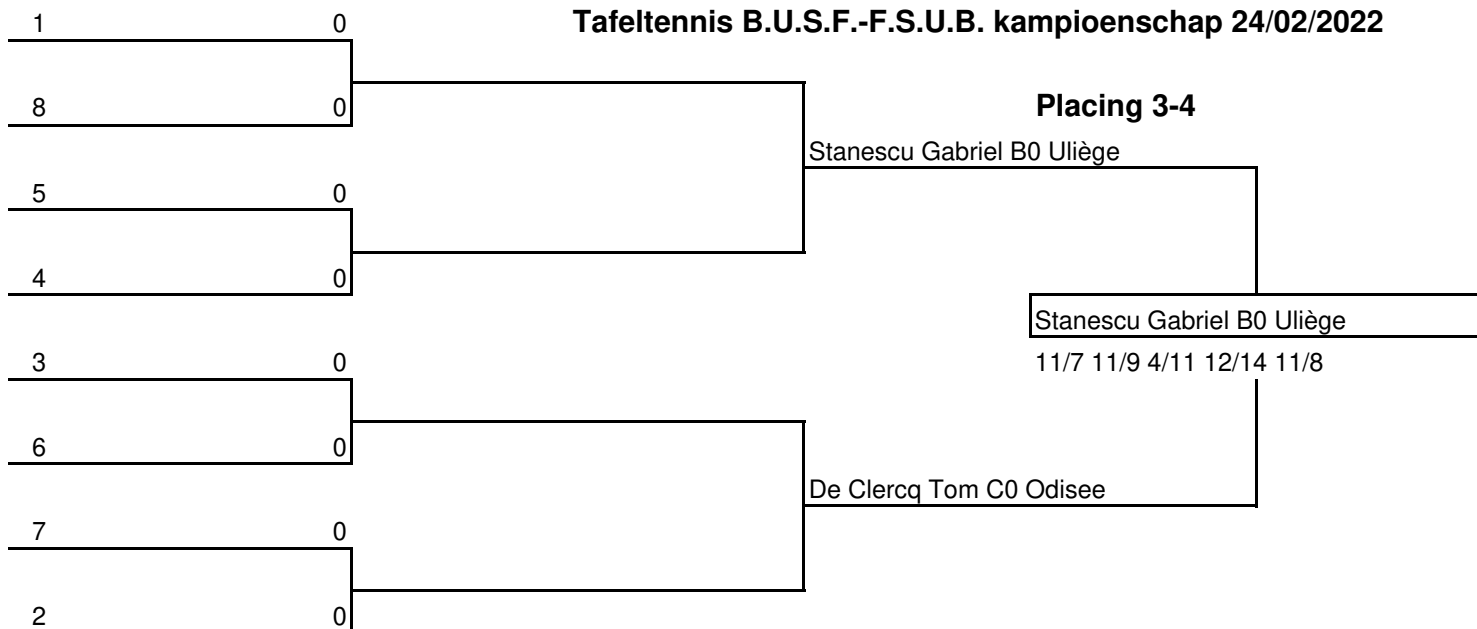 1 0 Tafeltennis B.U.S.F.-F.S.U.B. kampioenschap 24/02/2022
8 0 Placing 3-4
Stanescu Gabriel B0 Uliège
5 0
4 0
Stanescu Gabriel B0 Uliège
3 0 11/7 11/9 4/11 12/14 11/8
6 0
De Clercq Tom C0 Odisee
7 0
2 0